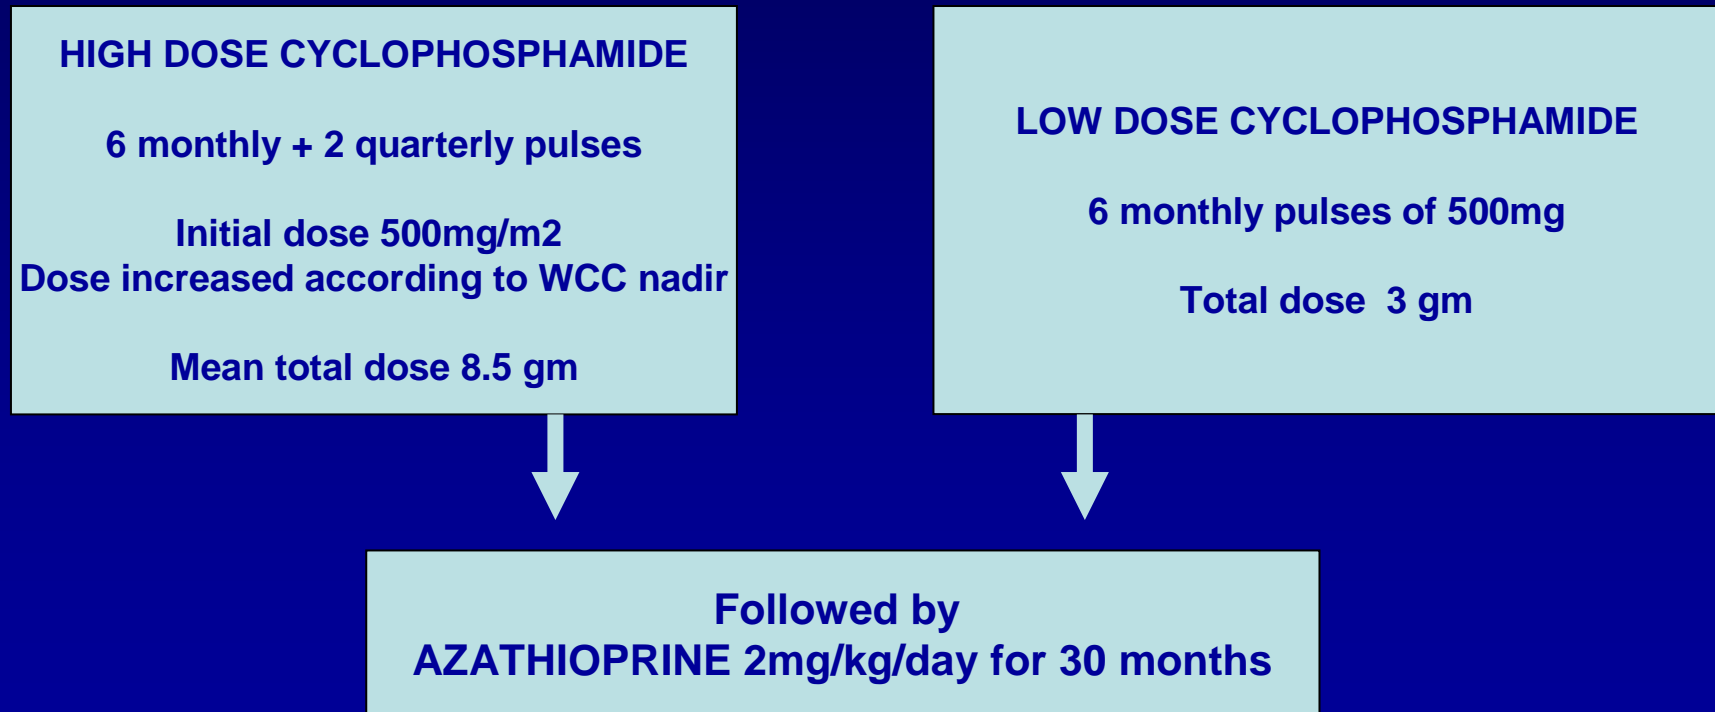 HIGH DOSE CYCLOPHOSPHAMIDE
6 monthly + 2 quarterly pulses
Initial dose 500mg/m2
Dose increased according to WCC nadir
Mean total dose 8.5 gm
LOW DOSE CYCLOPHOSPHAMIDE
6 monthly pulses of 500mg
Total dose  3 gm
Followed by
AZATHIOPRINE 2mg/kg/day for 30 months